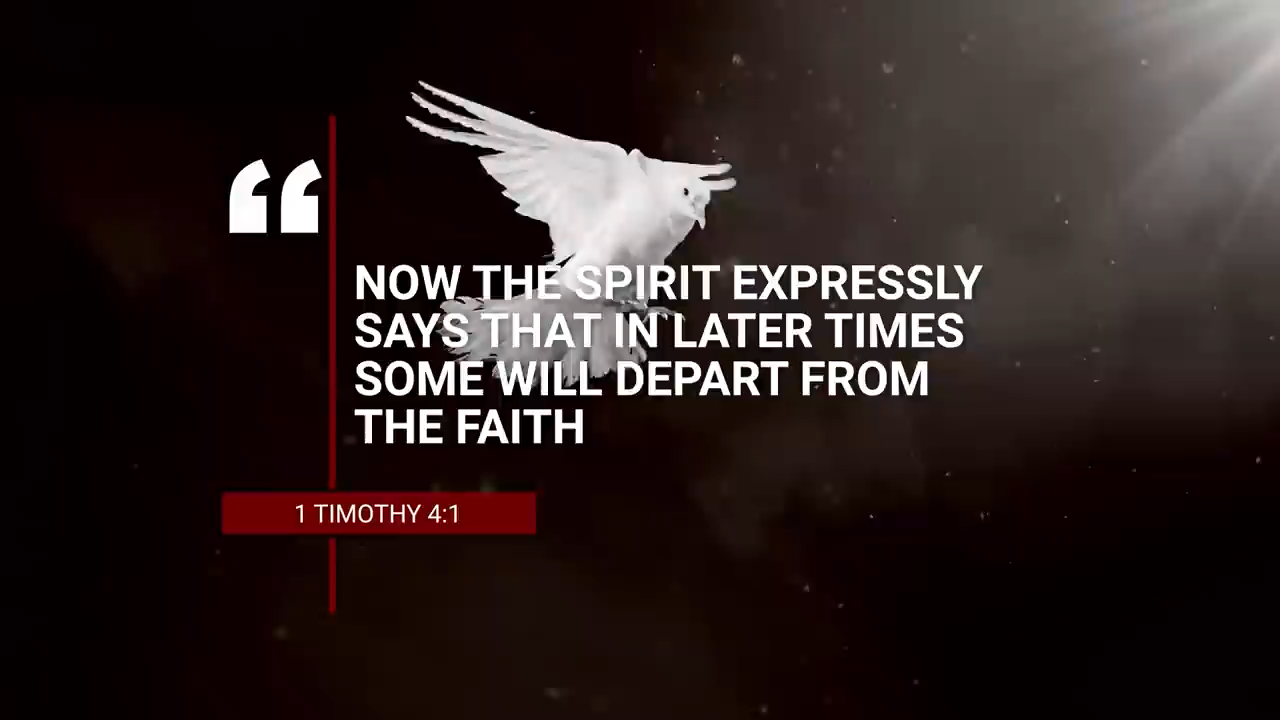 “
NOW THE SPIRIT EXPRESSLY
SAYS THAT IN LATER TIMES
SOME WILL DEPART FROM
THE FAITH
1 TIMOTHY 4:1